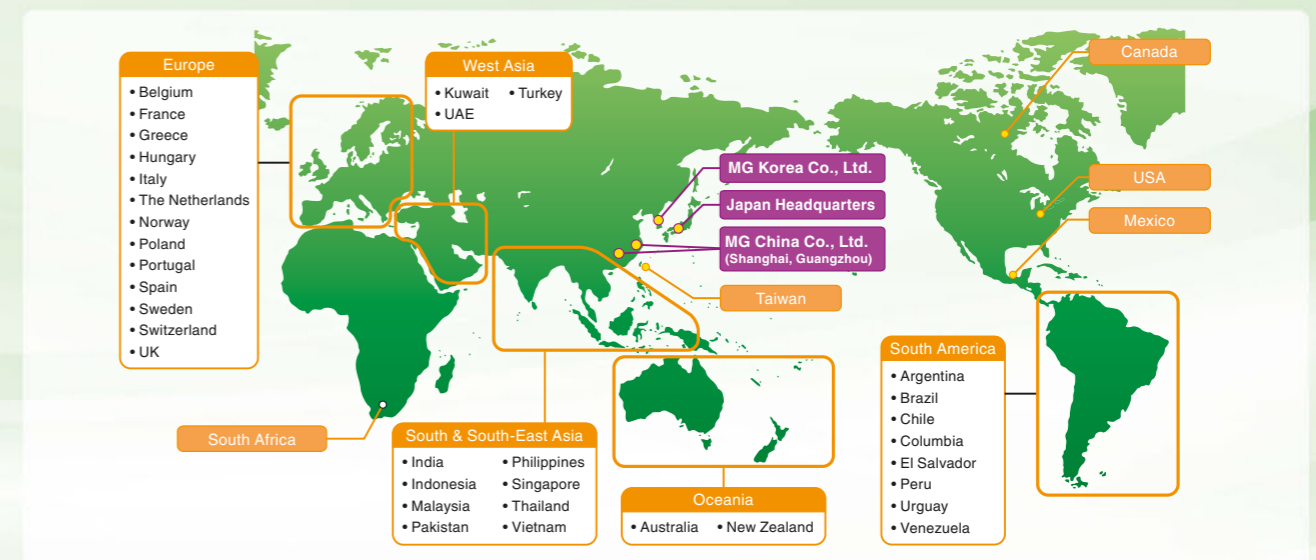 Europe
• Belgium
• France
• Greece
• Hungary
• Italy
• The Netherlands
• Norway
• Poland
• Portugal
• Spain
• Sweden
• Switzerland
• UK
West Asia
• Kuwait • Turkey
• UAE
Canada
MG Korea Co., Ltd.
Japan Headquarters
MG China Co., Ltd.
(Shanghai, Guangzhou)
Taiwan
USA
Mexico
South Africa
South & South-East Asia
• India • Philippines
• Indonesia • Singapore
• Malaysia • Thailand
• Pakistan • Vietnam
Oceania
• Australia • New Zealand
South America
• Argentina
• Brazil
• Chile
• Columbia
• El Salvador
• Peru
• Urguay
• Venezuela